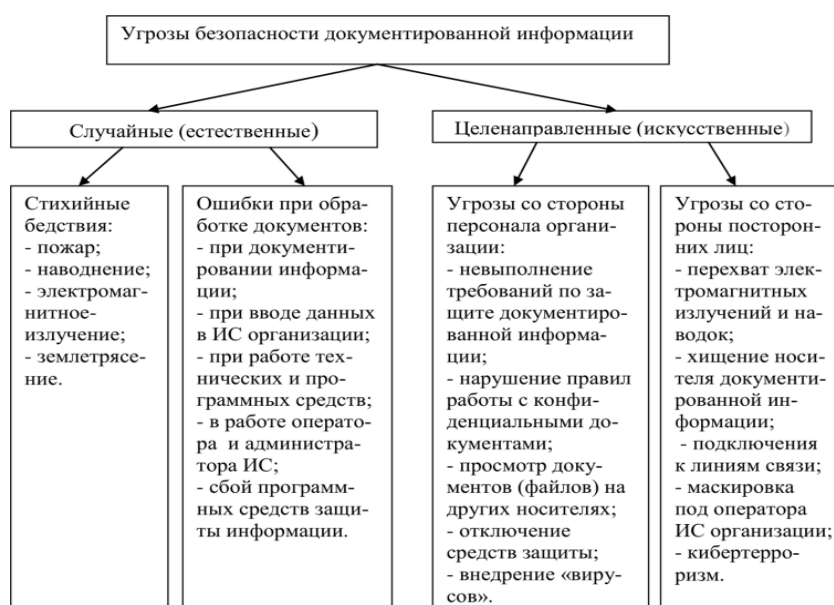 Угрозы безопасности документированной информации
Случайные (естественные)
Целенаправленные (искусственные)
Стихийные
бедствия:
- пожар;
- наводнение;
- электромаг-
нитное-
излучение;
- землетрясе-
ние.
Ошибки при обра-
ботке документов:
- при документи-
ровании информа-
ции;
- при вводе данных
в ИС организации;
- при работе тех-
нических и про-
граммных средств;
- в работе операто-
ра и администра-
тора ИС;
- сбой программ-
ных средств защи-
ты информации.
Угрозы со стороны
персонала органи-
зации:
- невыполнение
требований по за-
щите документиро-
ванной информа-
ции;
- нарушение правил
работы с конфи-
денциальными до-
кументами;
- просмотр доку-
ментов (файлов) на
других носителях;
- отключение
средств защиты;
- внедрение «виру-
сов».
Угрозы со сто-
роны посторон-
них лиц:
- перехват элек-
тромагнитных
излучений и на-
водок;
- хищение носи-
теля документи-
рованной ин-
формации;
- подключения
к линиям связи;
- маскировка
под оператора
ИС организации;
- кибертерро-
ризм.